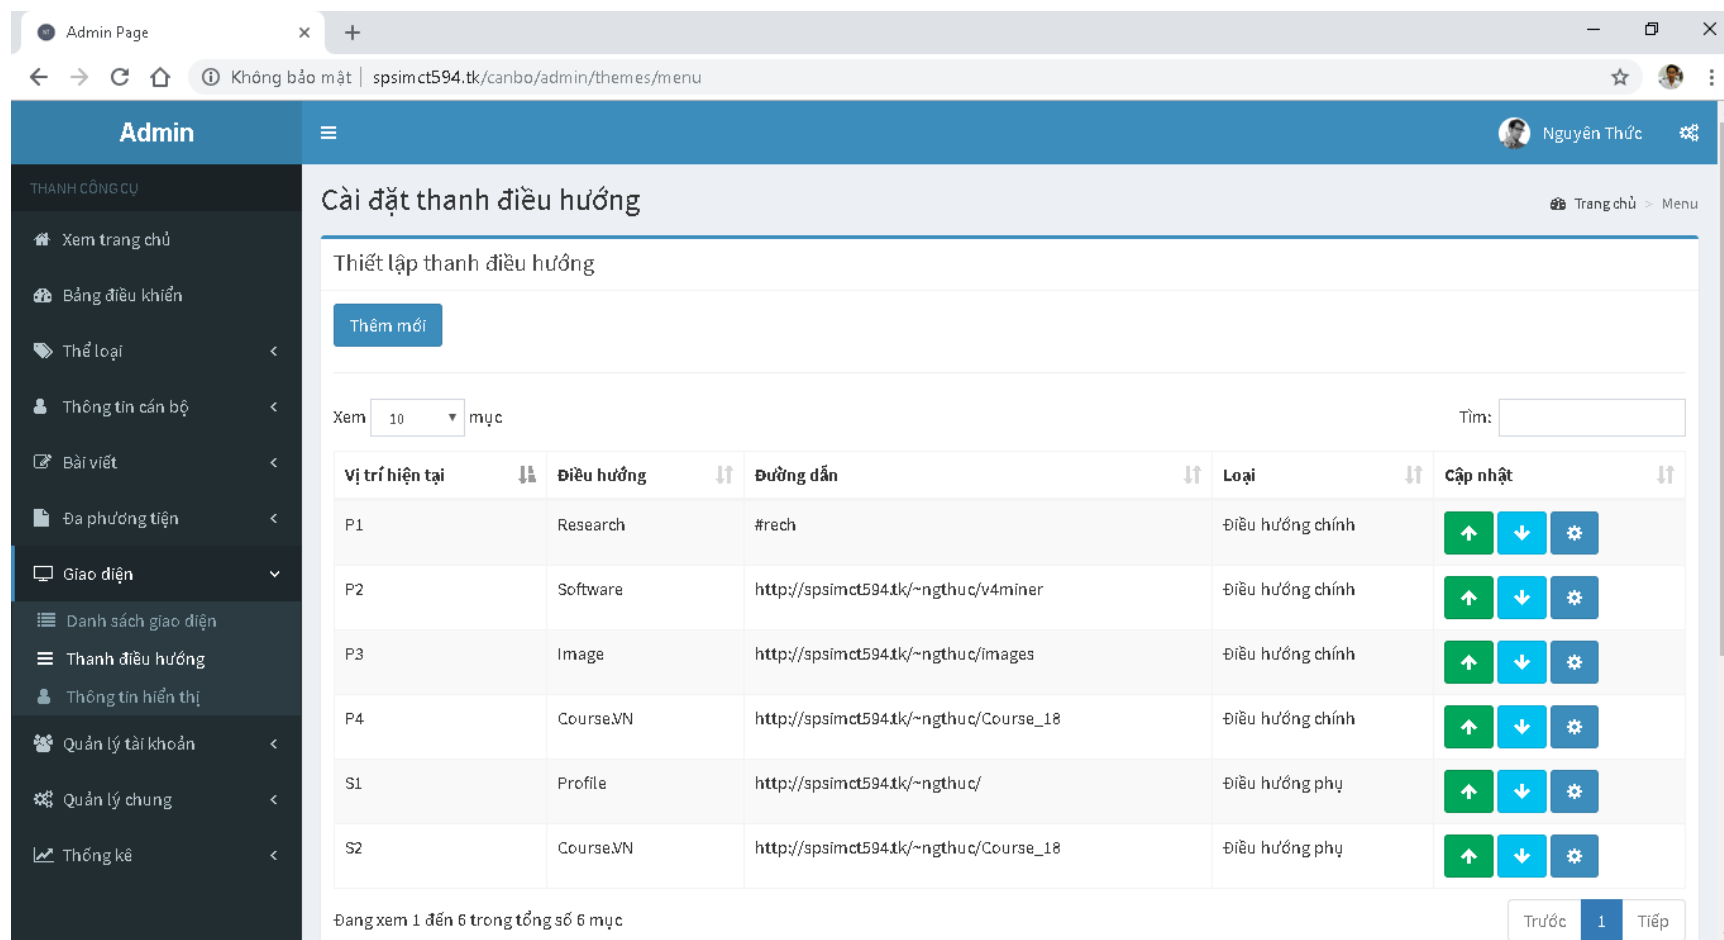 Admin Page
Không bảo mật | spsimct594.tk/canbo/admin/themes/menu
Admin
Nguyên Thức
THANH CÔNG CỤ
Xem trang chủ
Bảng điều khiển
Thể loại
Thông tin cán bộ
Bài viết
Đa phương tiện
Giao diện
Danh sách giao diện
Thanh điều hướng
Thông tin hiển thị
Quản lý tài khoản
Quản lý chung
Thống kê
Cài đặt thanh điều hướng
Trang chủ > Menu
Thiết lập thanh điều hướng
Thêm mới
Xem 10 mục
Tìm:
Vị trí hiện tại Điều hướng Đường dẫn Loại Cập nhật
P1 Research #rech Điều hướng chính
P2 Software http://spsimct594.tk/~ngthuc/v4miner Điều hướng chính
P3 Image http://spsimct594.tk/~ngthuc/images Điều hướng chính
P4 Course.VN http://spsimct594.tk/~ngthuc/Course_18 Điều hướng chính
S1 Profile http://spsimct594.tk/~ngthuc/ Điều hướng phụ
S2 Course.VN http://spsimct594.tk/~ngthuc/Course_18 Điều hướng phụ
Đang xem 1 đến 6 trong tổng số 6 mục
Trước 1 Tiếp